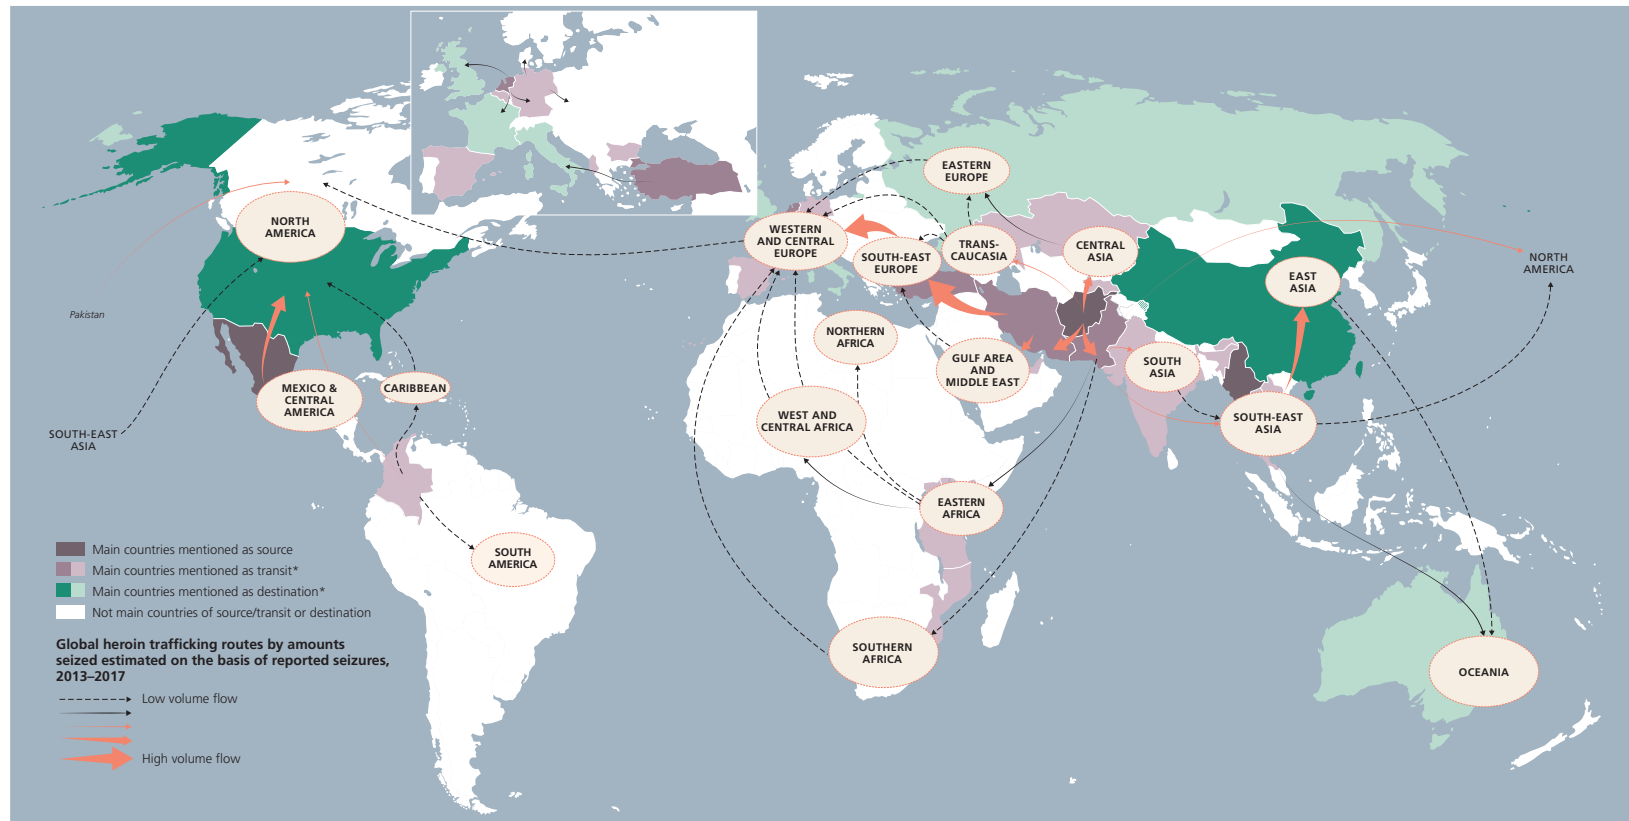 EASTERN
EUROPE
NORTH
AMERICA
WESTERN
AND CENTRAL
EUROPE
SOUTH-EAST
EUROPE
TRANS-
CAUCASIA
CENTRAL
ASIA
EAST
ASIA
NORTH
AMERICA
Pakistan
NORTHERN
AFRICA
GULF AREA
AND
MIDDLE EAST
SOUTH
ASIA
MEXICO &
CENTRAL
AMERICA
CARIBBEAN
WEST AND
CENTRAL AFRICA
SOUTH-EAST
ASIA
SOUTH-EAST
ASIA
EASTERN
AFRICA
SOUTH
AMERICA
SOUTHERN
AFRICA
OCEANIA
Main countries mentioned as source
Main countries mentioned as transit*
Main countries mentioned as destination*
Not main countries of source/transit or destination
Global heroin trafficking routes by amounts
seized estimated on the basis of reported seizures,
2013–2017
Low volume flow
High volume flow